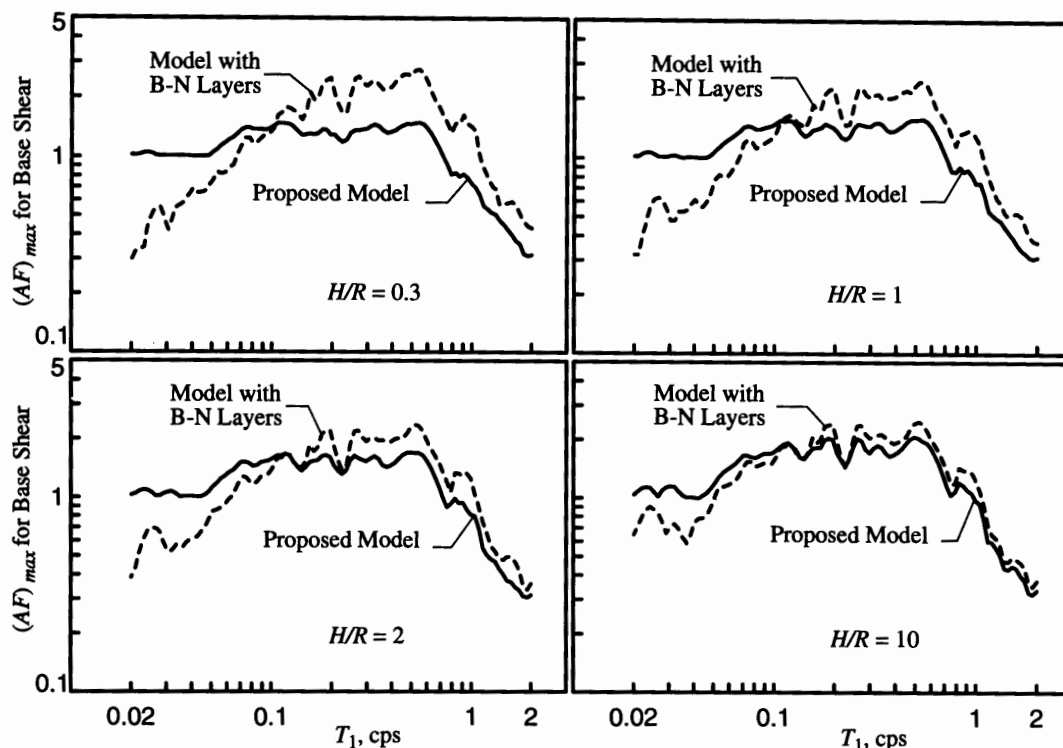 5
(AF) max for Base Shear
1
0.1
Model with
B-N Layers
Proposed Model
H/R = 0.3
Model with
B-N Layers
Proposed Model
H/R = 1
5
(AF) max for Base Shear
1
0.1
Model with
B-N Layers
Proposed Model
H/R = 2
Model with
B-N Layers
Proposed Model
H/R = 10
0.02 0.1 1 2
T1, cps
0.02 0.1 1 2
T1, cps